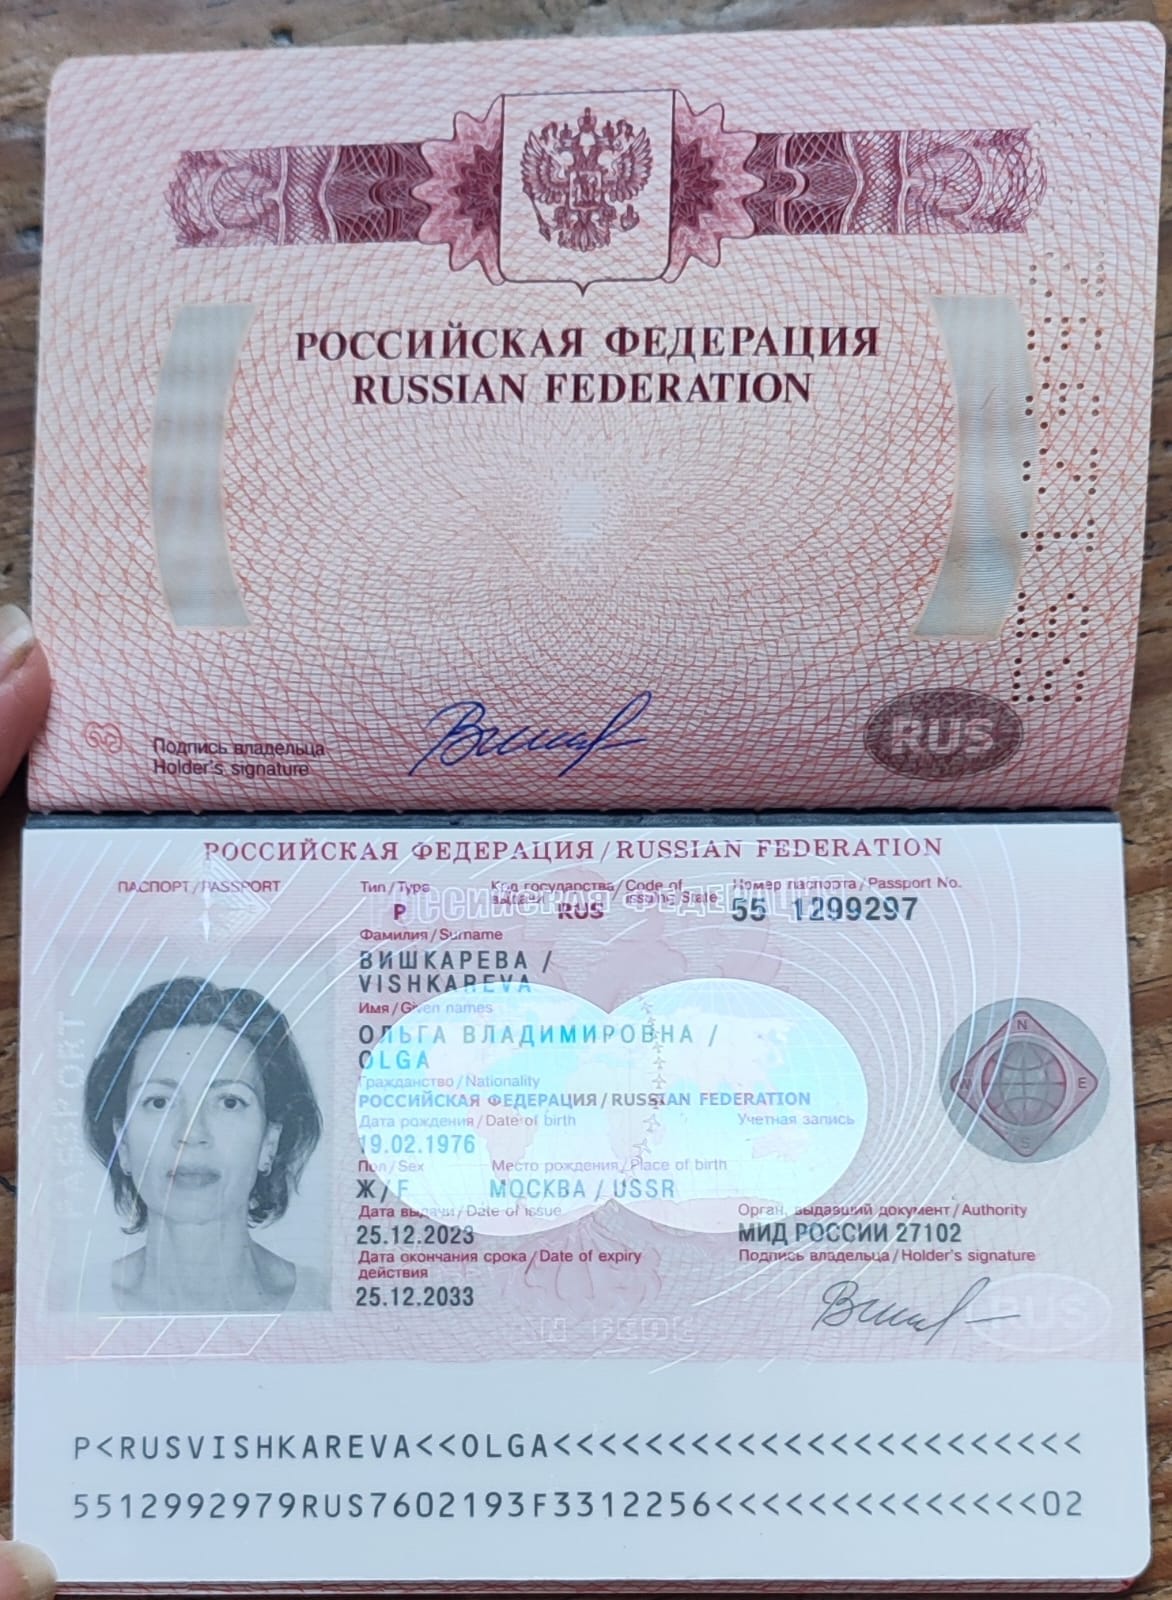 РОССИЙСКАЯ ФЕДЕРАЦИЯ
RUSSIAN FEDERATION
Подпись владельца
Holder's signature
RUS
РОССИЙСКАЯ ФЕДЕРАЦИЯ/RUSSIAN FEDERATION
ПАСПОРТ/PASSPORT
Тип/Type
Код государства/Code of
выдачи issuing State
Номер паспорта/Passport No.
P RUS 55 1299297
Фамилия/Surname
ВИШКАРЕВА /
VISHKAREVA
Имя/Given names
ОЛЬГА ВЛАДИМИРОВНА /
OLGA
Гражданство/Nationality
РОССИЙСКАЯ ФЕДЕРАЦИЯ/RUSSIAN FEDERATION
Дата рождения/Date of birth Учетная запись
19.02.1976
Пол/Sex Место рождения/Place of birth
Ж/F МОСКВА / USSR
Дата выдачи/Date of issue Орган, выдавший документ/Authority
25.12.2023 МИД РОССИИ 27102
Дата окончания срока/Date of expiry Подпись владельца/Holder's signature
действия
25.12.2033
N
W E
S
RUS
PASSPORT
P<RUSVISHKAREVA<<OLGA<<<<<<<<<<<<<<<<<<<<<<<
5512992979RUS7602193F3312256<<<<<<<<<<<<<<02